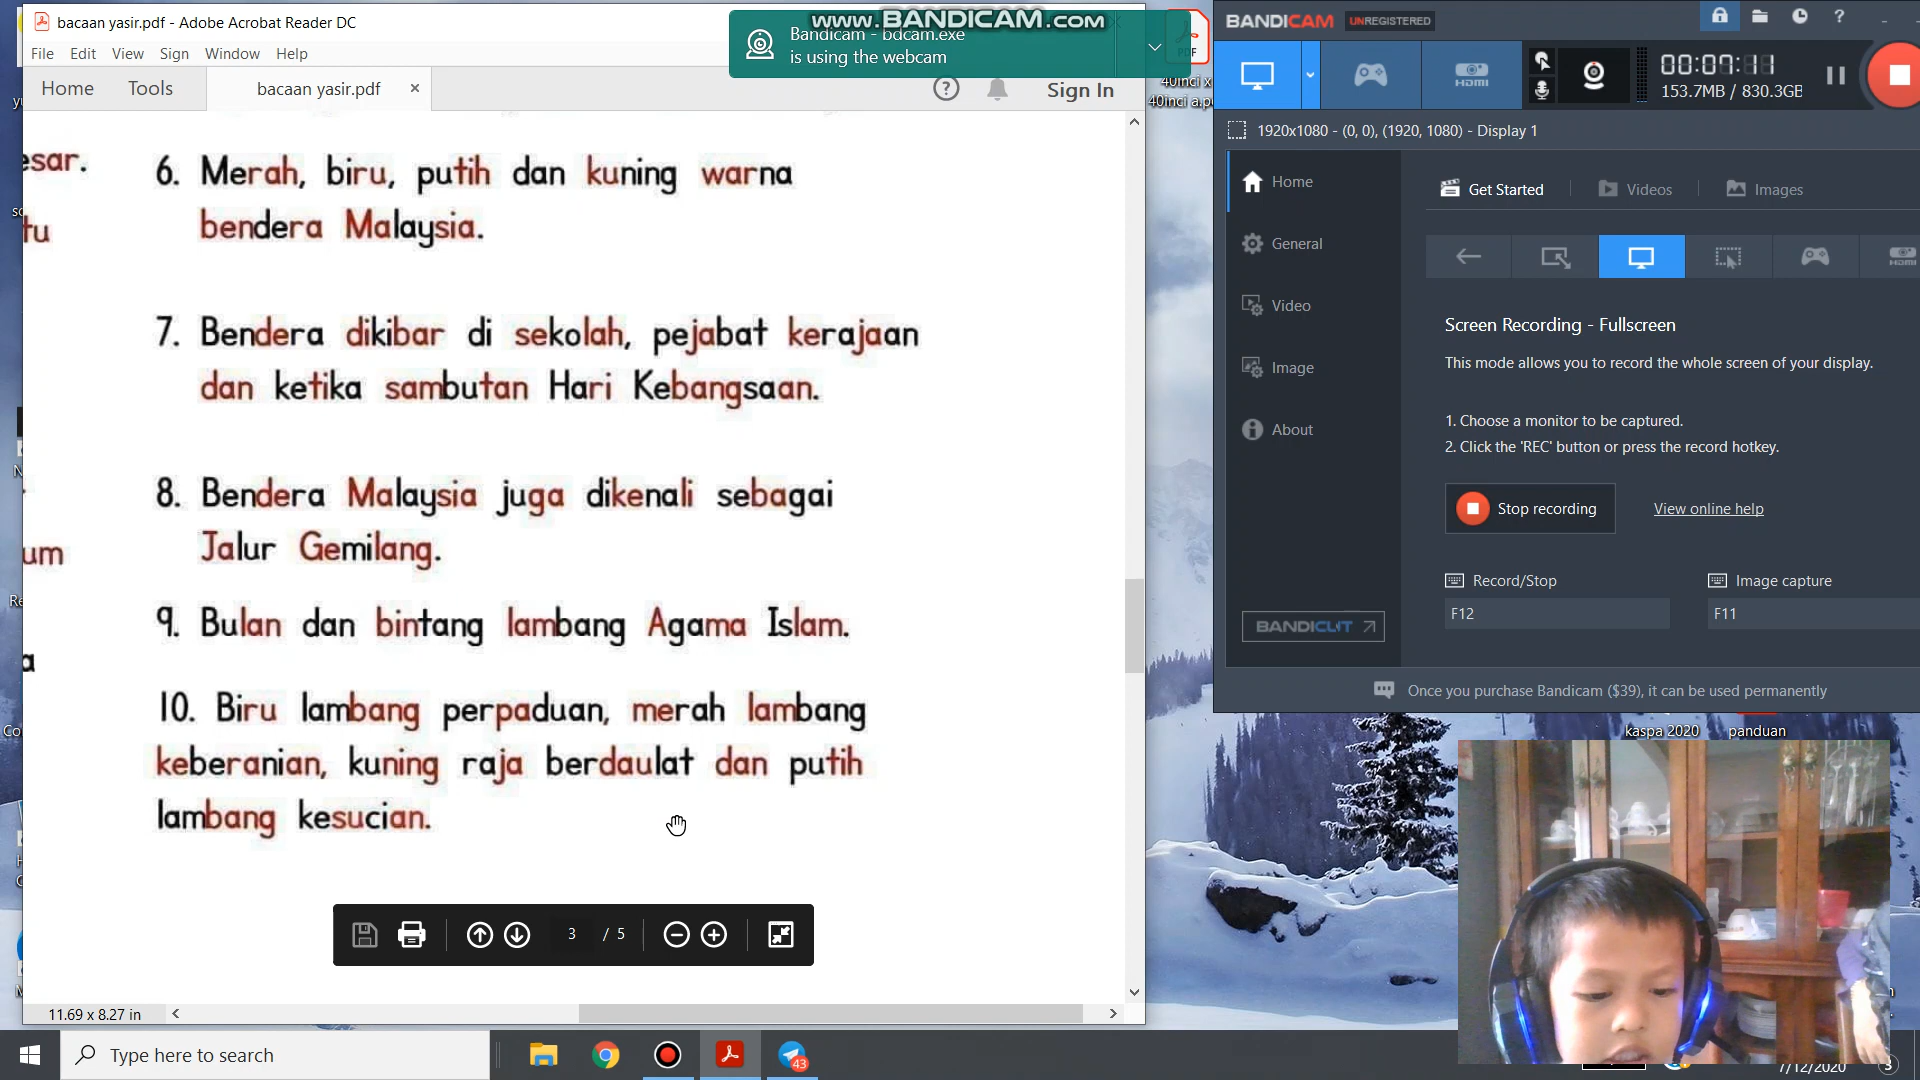 bacaan yasir.pdf - Adobe Acrobat Reader DC
www.BANDICAM.com
Bandicam - bdcam.exe
is using the webcam
File Edit View Sign Window Help
Home Tools bacaan yasir.pdf × Sign In
PDF
40inci x
40inci a.p
esar.
tu
um
a
6. Merah, biru, putih dan kuning warna
bendera Malaysia.
7. Bendera dikibar di sekolah, pejabat kerajaan
dan ketika sambutan Hari Kebangsaan.
8. Bendera Malaysia juga dikenali sebagai
Jalur Gemilang.
9. Bulan dan bintang lambang Agama Islam.
10. Biru lambang perpaduan, merah lambang
keberanian, kuning raja berdaulat dan putih
lambang kesucian.
3 / 5
11.69 x 8.27 in
Type here to search
43
BANDICAM UNREGISTERED
HDMI
00:07:11
153.7MB / 830.3GB
1920x1080 - (0, 0), (1920, 1080) - Display 1
Home
General
Video
Image
About
BANDICUT
Get Started Videos Images
HDMI
Screen Recording - Fullscreen
This mode allows you to record the whole screen of your display.
1. Choose a monitor to be captured.
2. Click the 'REC' button or press the record hotkey.
Stop recording View online help
Record/Stop Image capture
F12 F11
Once you purchase Bandicam ($39), it can be used permanently
kaspa 2020 panduan
7/12/2020
3